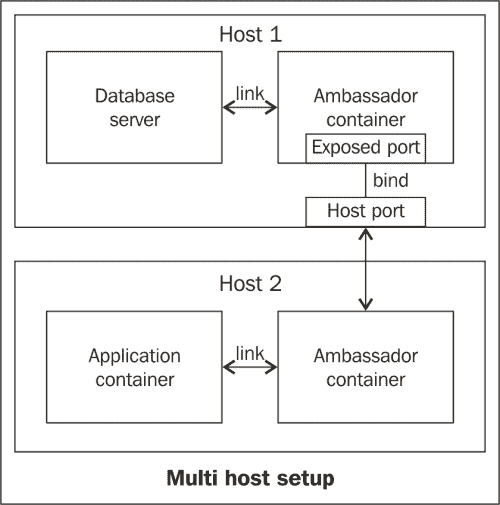 Host 1
Database
server
link
Ambassador
container
Exposed port
bind
Host port
Host 2
Application
container
link
Ambassador
container
Multi host setup